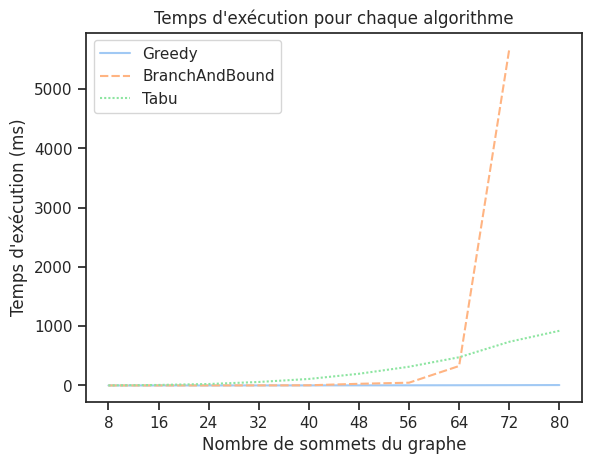 Temps d'exécution pour chaque algorithme
Greedy
BranchAndBound
Tabu
Temps d'exécution (ms)
5000
4000
3000
2000
1000
0
8 16 24 32 40 48 56 64 72 80
Nombre de sommets du graphe